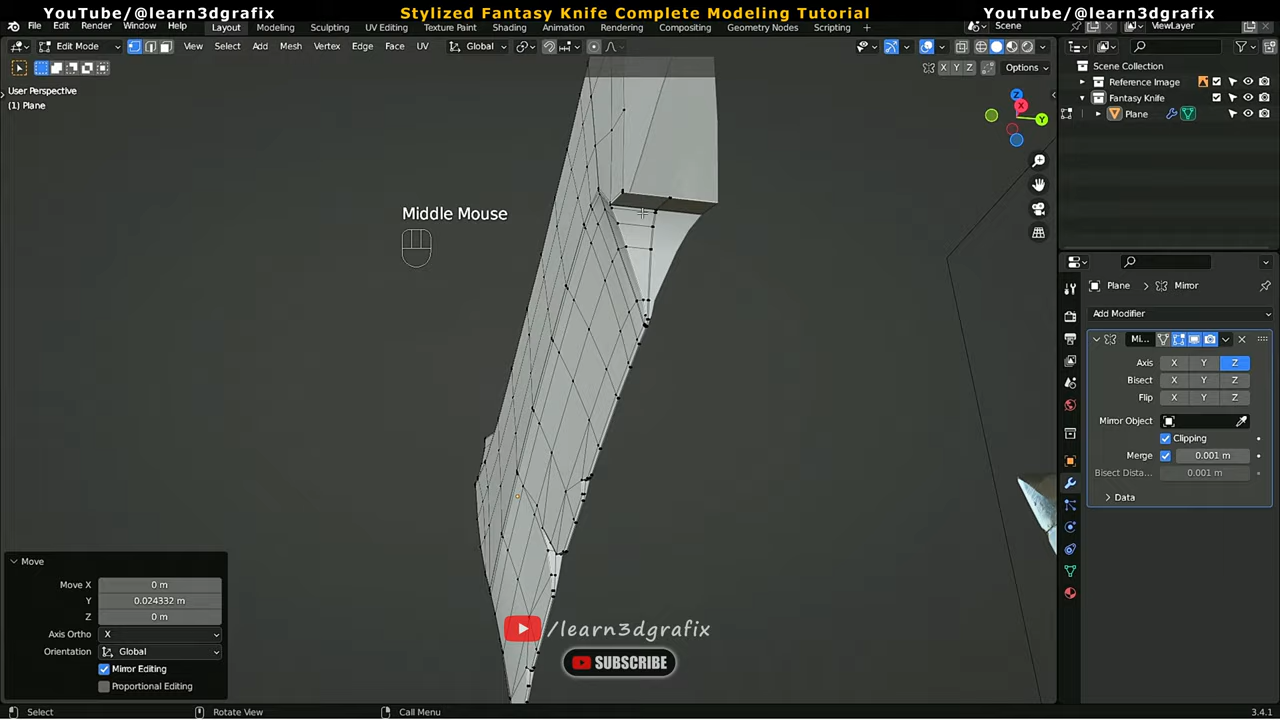 YouTube/@learn3dgrafix
Stylized Fantasy Knife Complete Modeling Tutorial
YouTube/@learn3dgrafix
File Edit Render Window Help
Layout Modeling Sculpting UV Editing Texture Paint Shading Animation Rendering Compositing Geometry Nodes Scripting +
Scene
ViewLayer
Edit Mode
View Select Add Mesh Vertex Edge Face UV
Global
X Y Z
Options
User Perspective
(1) Plane
Z
X
Y
Scene Collection
Reference Image
Fantasy Knife
Plane
Middle Mouse
Plane
Mirror
Add Modifier
Mi...
Axis X Y Z
Bisect X Y Z
Flip X Y Z
Mirror Object
Clipping
Merge 0.001 m
Bisect Dista... 0.001 m
Data
Move
Move X 0 m
Y 0.024332 m
Z 0 m
Axis Ortho X
Orientation Global
Mirror Editing
Proportional Editing
/learn3dgrafix
SUBSCRIBE
Select
Rotate View
Call Menu
3.4.1